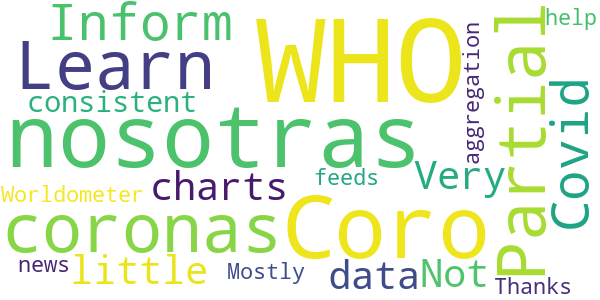 Inform
WHO
help
Learn
Partial
aggregation
consistent
nosotras
Covid
charts
feeds
Very
Worldometer
coronas
Coro
news
little
Mostly
data
Not
Thanks